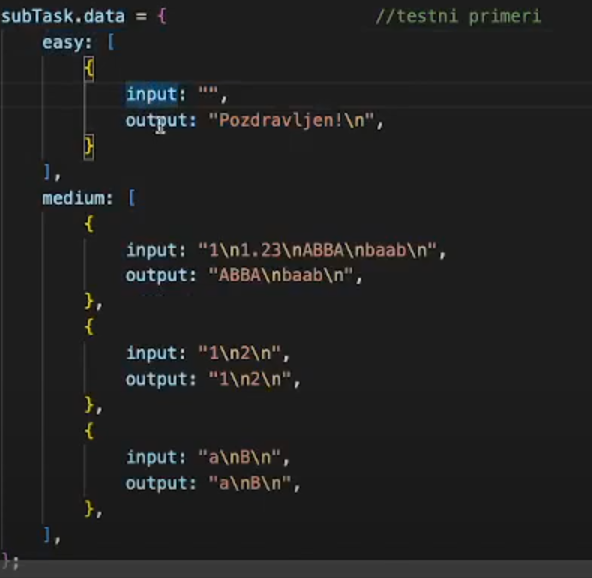 subTask.data = { //testni primeri
easy: [
{
input: "",
output: "Pozdravljen!\n",
}
],
medium: [
{
input: "1\n1.23\nABBA\nbaab\n",
output: "ABBA\nbaab\n",
},
{
input: "1\n2\n",
output: "1\n2\n",
},
{
input: "a\nB\n",
output: "a\nB\n",
},
],
};